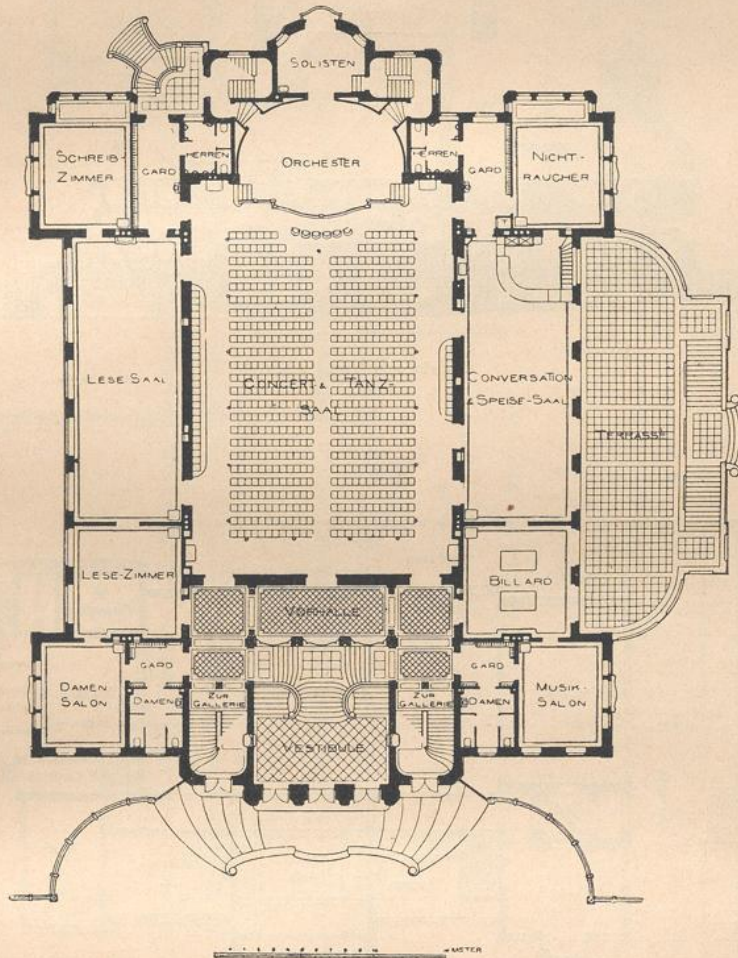 SOLISTEN
SCHREIB-
ZIMMER
GARD
HERREN
ORCHESTER
HERREN
GARD
NICHT-
RAUCHER
LESE SAAL
CONCERT & TANZ-
SAAL
CONVERSATION
& SPEISE-SAAL
TERRASSE
LESE-ZIMMER
BILLARD
VORHALLE
DAMEN
SALON
GARD
DAMEN
ZUR
GALLERIE
ZUR
GALLERIE
GARD
DAMEN
MUSIK-
SALON
VESTIBULE
METER